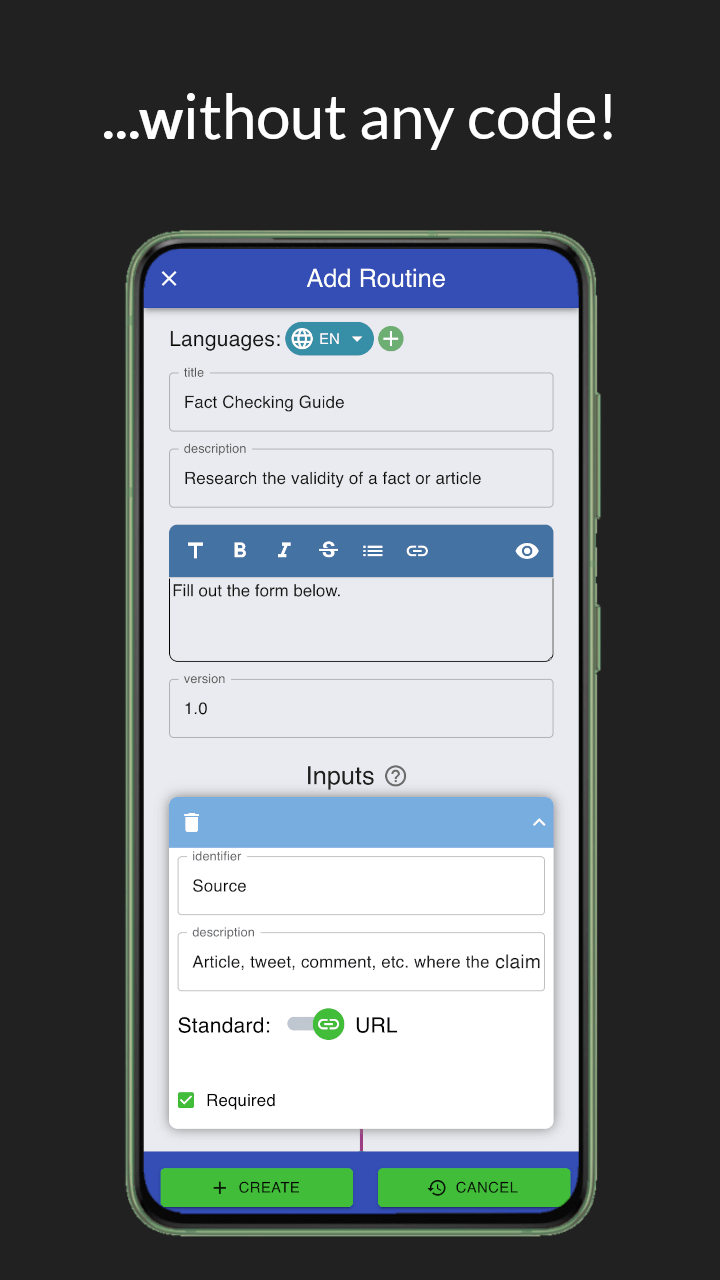 ...without any code!
Add Routine
Languages: EN
title
Fact Checking Guide
description
Research the validity of a fact or article
T B I S
Fill out the form below.
version
1.0
Inputs ?
identifier
Source
description
Article, tweet, comment, etc. where the claim
Standard: URL
Required
+ CREATE
CANCEL